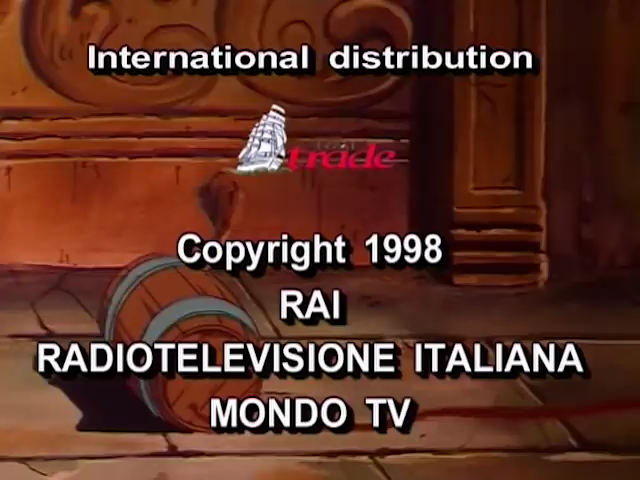 International distribution
trade
Copyright 1998
RAI
RADIOTELEVISIONE ITALIANA
MONDO TV